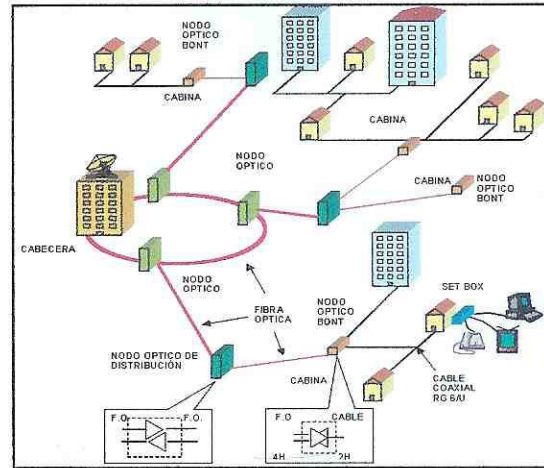 NODO
OPTICO
BONT
CABINA
CABINA
NODO
OPTICO
CABINA
NODO
OPTICO
BONT
CABECERA
NODO
OPTICO
FIBRA
OPTICA
NODO
OPTICO
BONT
SET BOX
NODO OPTICO DE
DISTRIBUCIÓN
CABINA
CABLE
COAXIAL
RG 6/U
F.O. F.O.
F.O CABLE
4H 2H